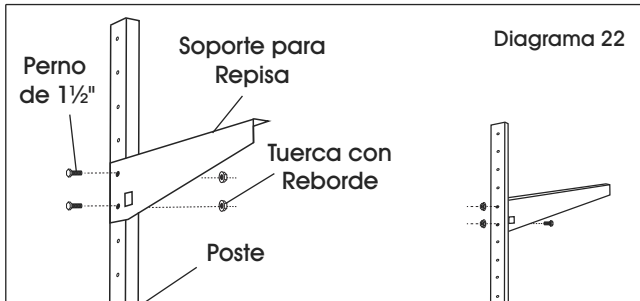 Diagrama 22
Soporte para
Repisa
Perno
de 1½"
Tuerca con
Reborde
Poste